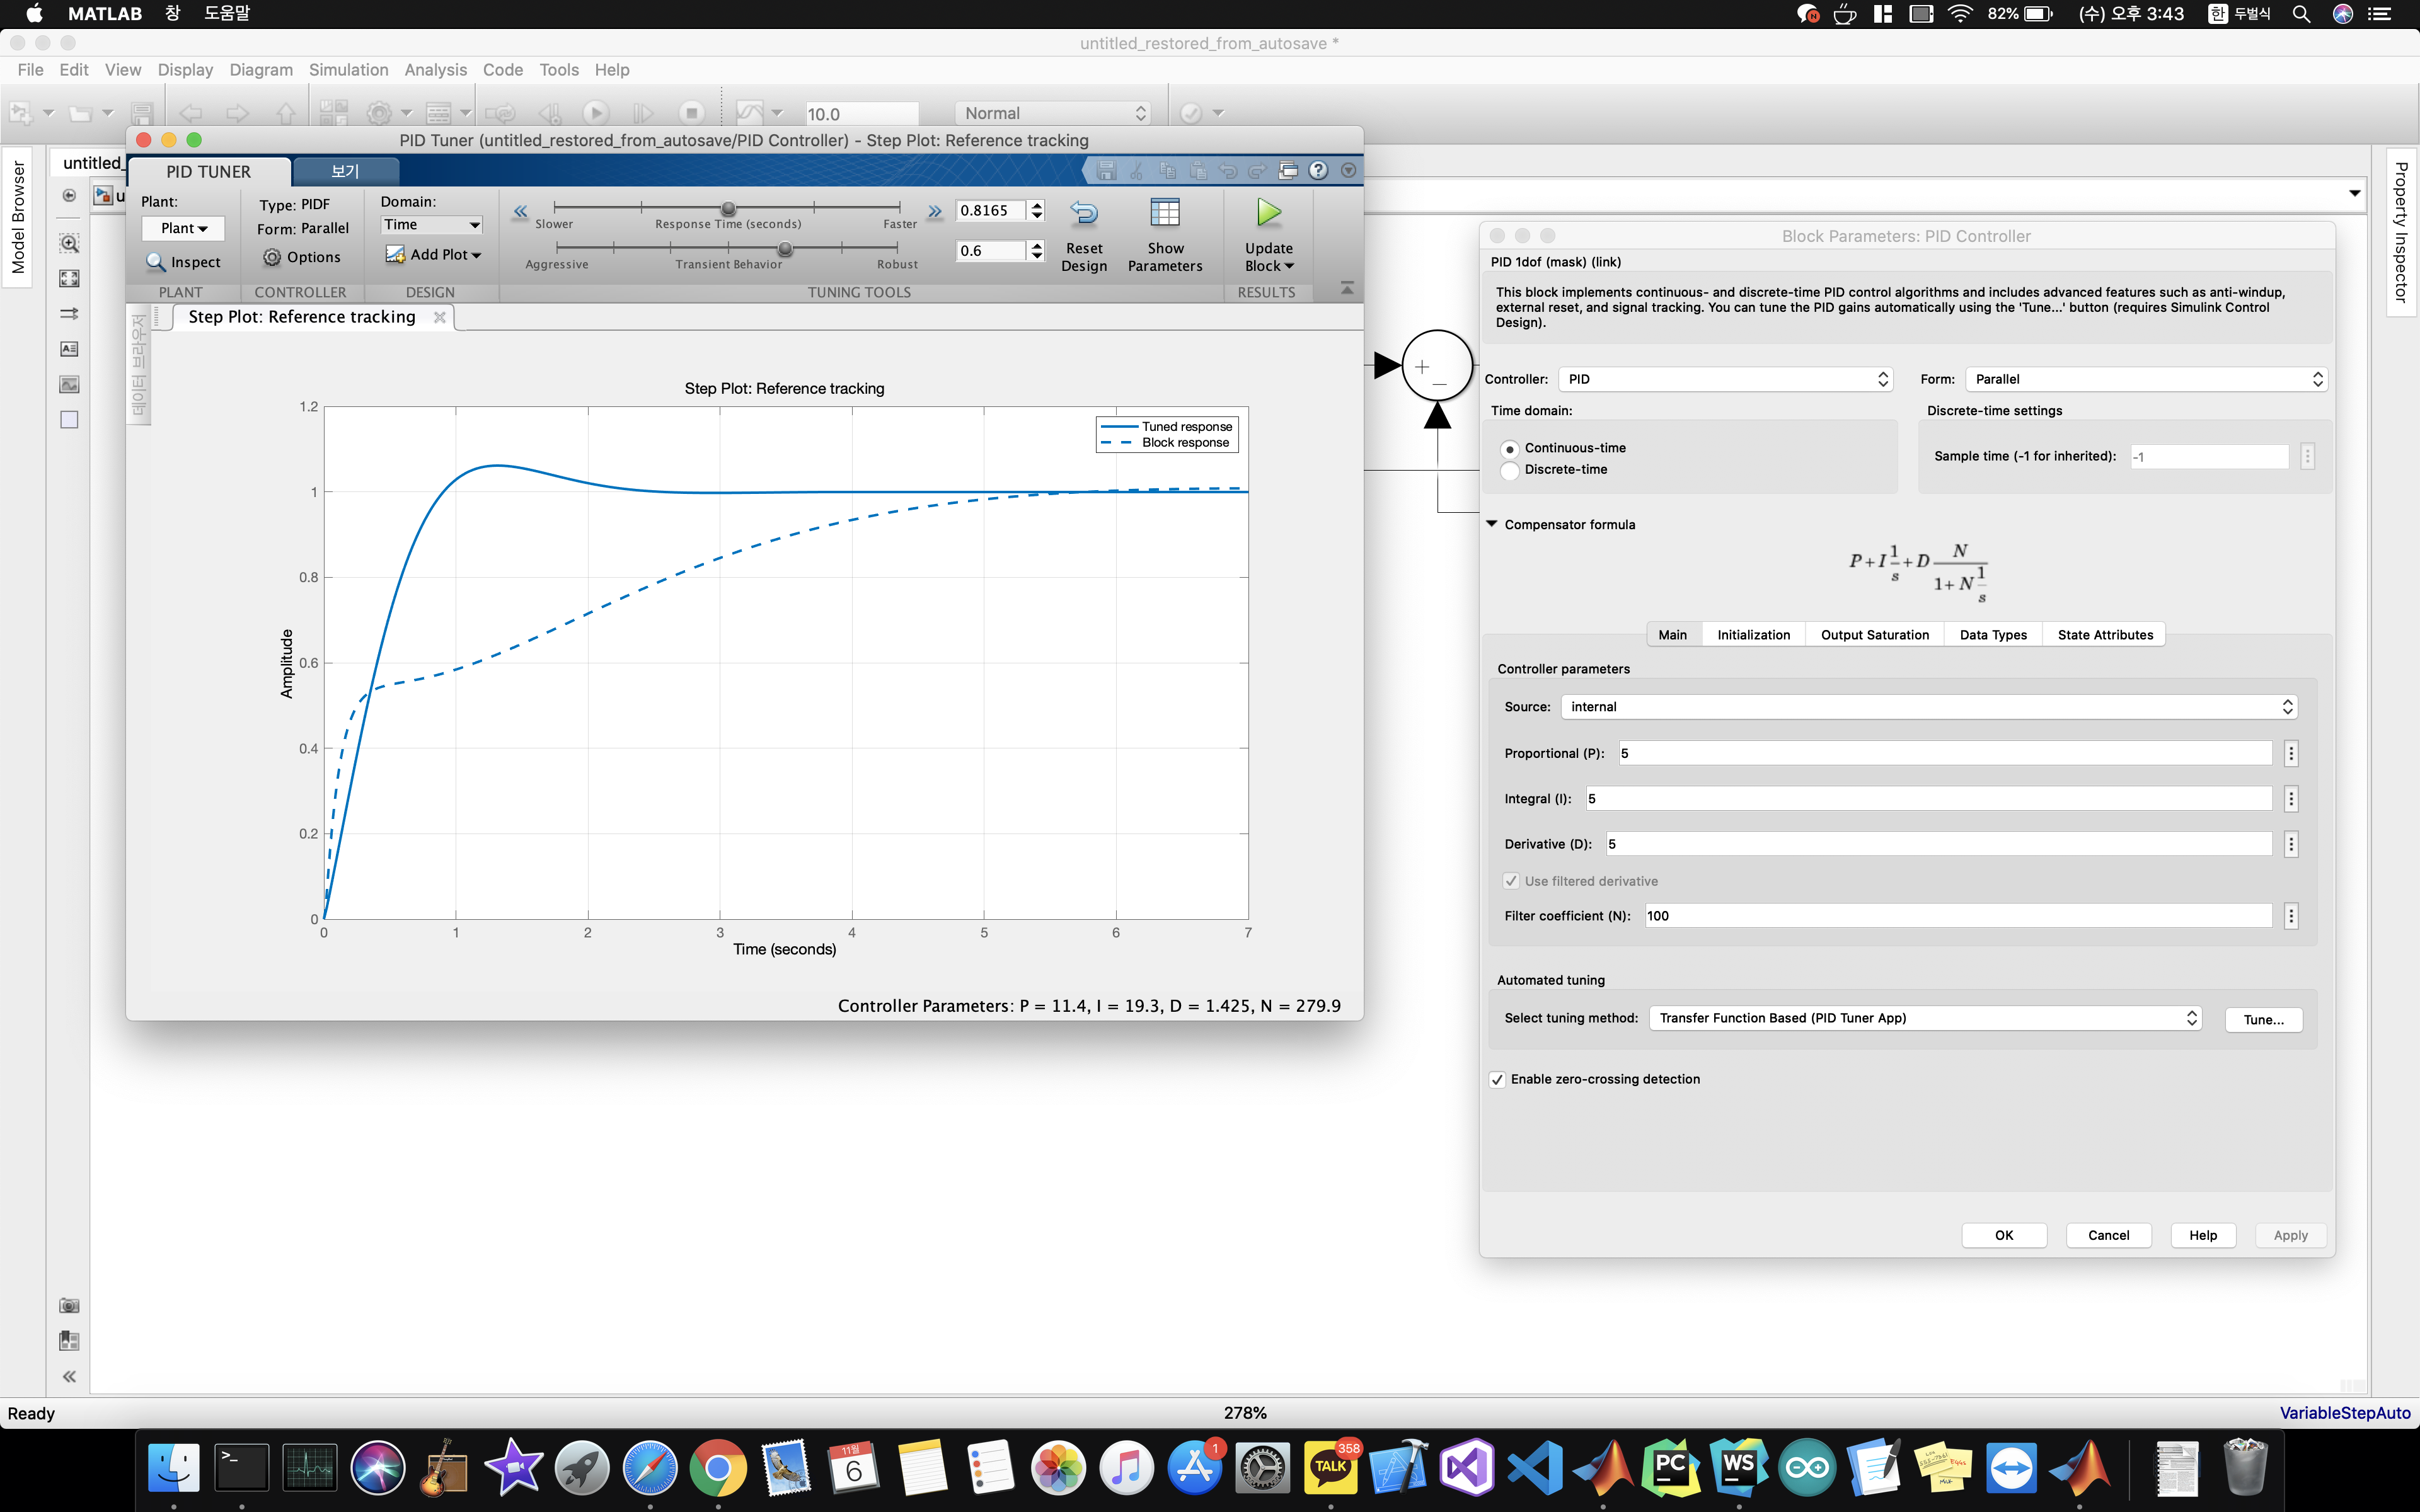 MATLAB 창 도움말
82% (수) 오후 3:43 한 두벌식
untitled_restored_from_autosave *
File Edit View Display Diagram Simulation Analysis Code Tools Help
10.0 Normal
Model Browser
untitled_
u
Property Inspector
PID Tuner (untitled_restored_from_autosave/PID Controller) - Step Plot: Reference tracking
PID TUNER 보기
Plant:
Plant
Inspect
PLANT
Type: PIDF
Form: Parallel
Options
CONTROLLER
Domain:
Time
Add Plot
DESIGN
Slower Response Time (seconds) Faster
0.8165
Aggressive Transient Behavior Robust
0.6
Reset
Design
Show
Parameters
TUNING TOOLS
Update
Block
RESULTS
데이터 브라우저
Step Plot: Reference tracking
Step Plot: Reference tracking
Tuned response
Block response
Amplitude
1.2
1
0.8
0.6
0.4
0.2
0
0 1 2 3 4 5 6 7
Time (seconds)
Controller Parameters: P = 11.4, I = 19.3, D = 1.425, N = 279.9
Block Parameters: PID Controller
PID 1dof (mask) (link)
This block implements continuous- and discrete-time PID control algorithms and includes advanced features such as anti-windup,
external reset, and signal tracking. You can tune the PID gains automatically using the 'Tune...' button (requires Simulink Control
Design).
Controller: PID Form: Parallel
Time domain:
Continuous-time
Discrete-time
Discrete-time settings
Sample time (-1 for inherited): -1
Compensator formula
P+I 1/s +D N/(1+N 1/s)
Main Initialization Output Saturation Data Types State Attributes
Controller parameters
Source: internal
Proportional (P): 5
Integral (I): 5
Derivative (D): 5
Use filtered derivative
Filter coefficient (N): 100
Automated tuning
Select tuning method: Transfer Function Based (PID Tuner App) Tune...
Enable zero-crossing detection
OK Cancel Help Apply
Ready 278% VariableStepAuto
11월
6
1
TALK
358
PC
WS